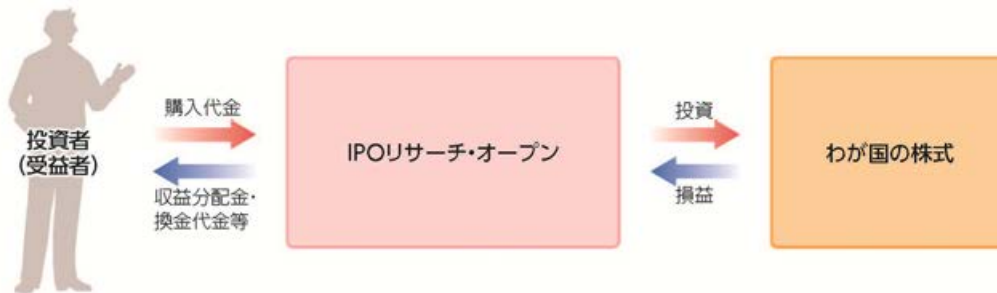 投資者
(受益者)
購入代金
収益分配金・
換金代金等
IPOリサーチ・オープン
投資
損益
わが国の株式